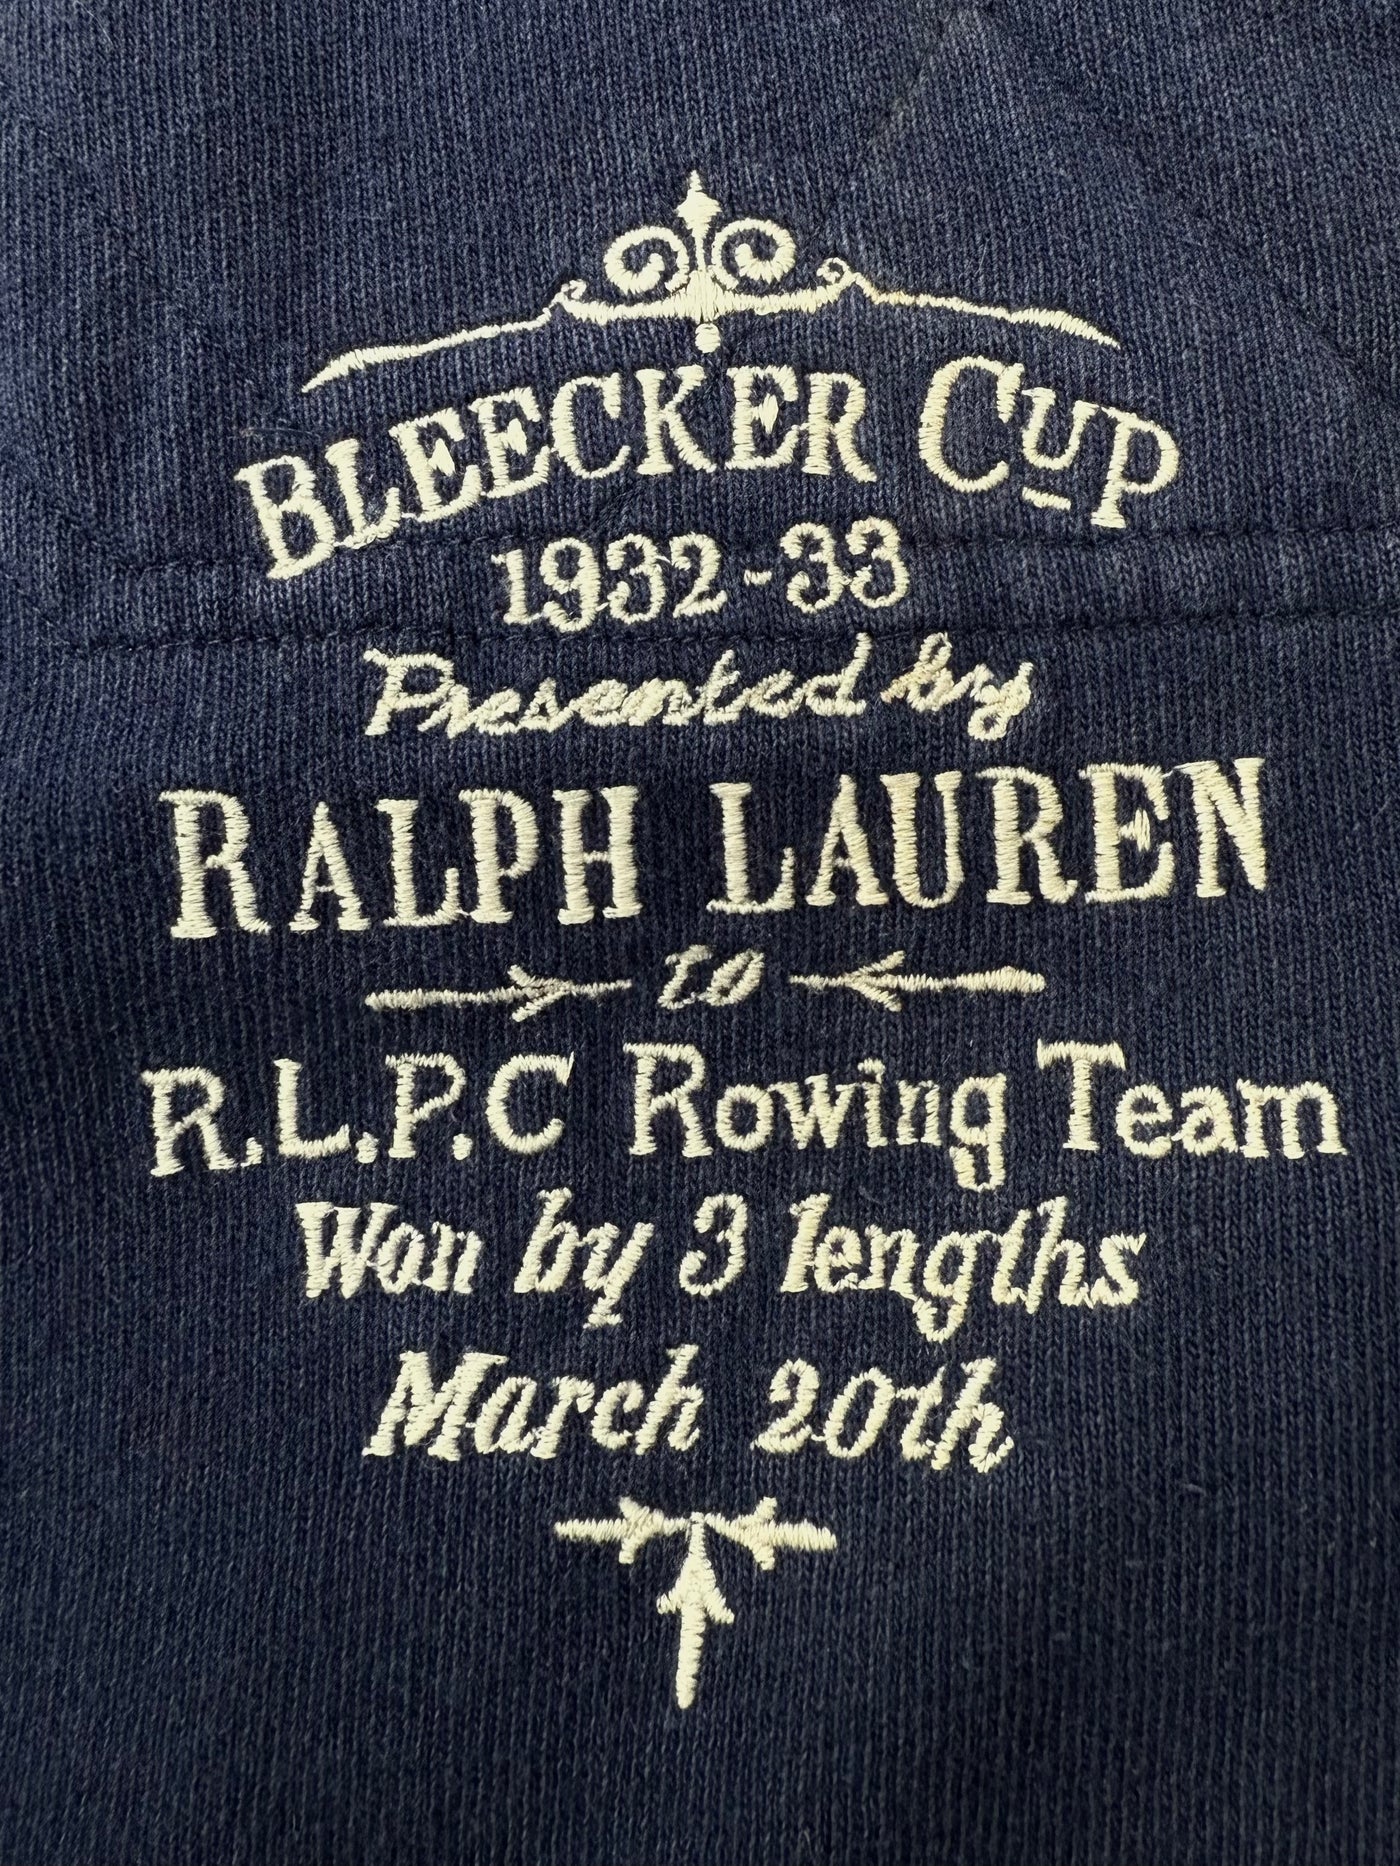 BLEECKER CUP
1932-33
Presented by
RALPH LAUREN
to
R.L.P.C Rowing Team
Won by 3 lengths
March 20th